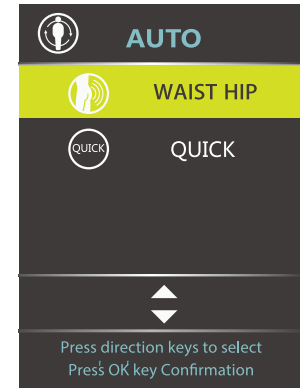 AUTO
WAIST HIP
QUICK QUICK
Press direction keys to select
Press OK key Confirmation